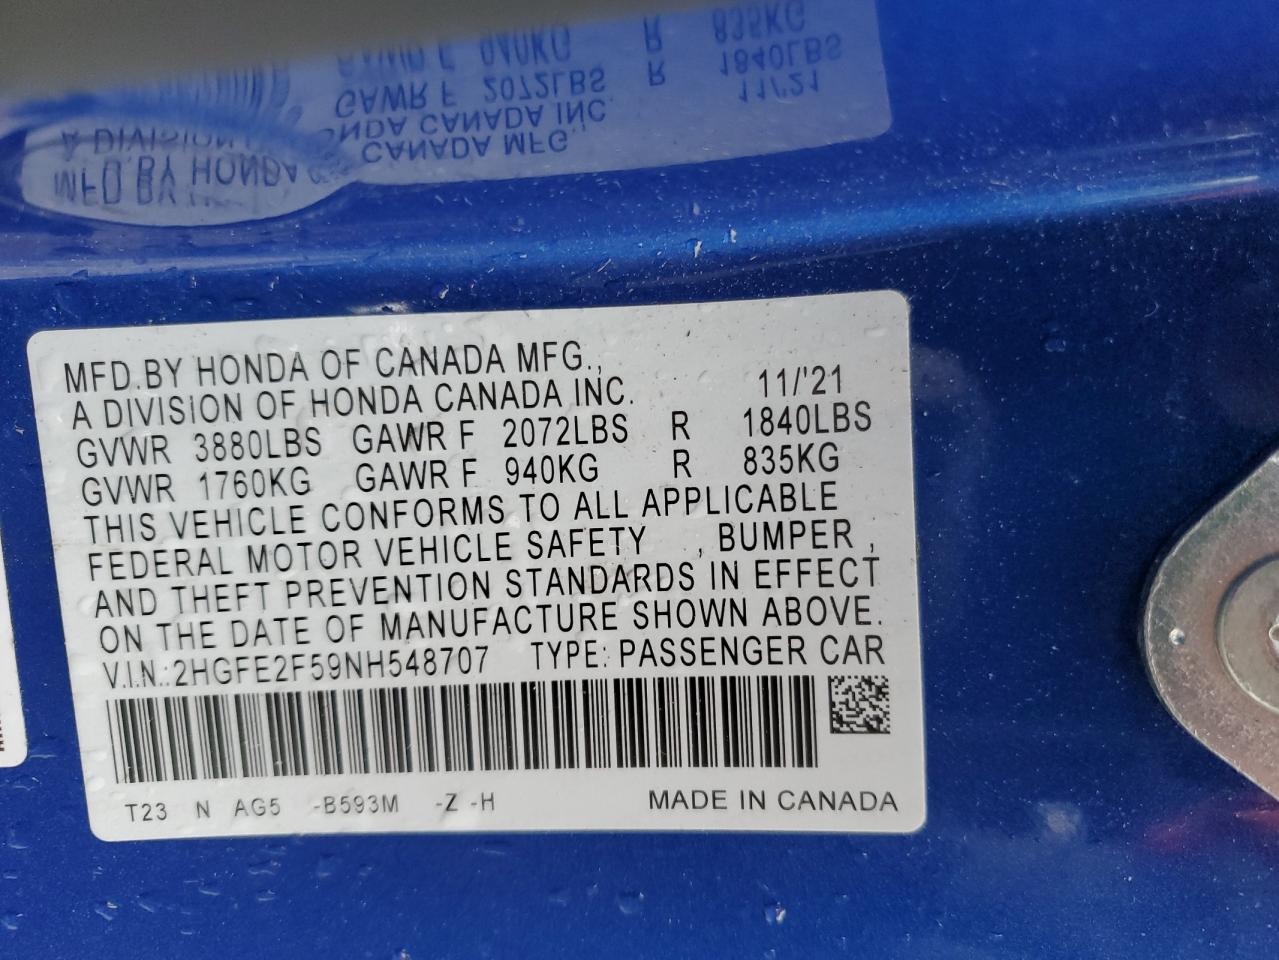 MFD.BY HONDA OF CANADA MFG.,
A DIVISION OF HONDA CANADA INC. 11/'21
GVWR 3880LBS GAWR F 2072LBS R 1840LBS
GVWR 1760KG GAWR F 940KG R 835KG
THIS VEHICLE CONFORMS TO ALL APPLICABLE
FEDERAL MOTOR VEHICLE SAFETY , BUMPER ,
AND THEFT PREVENTION STANDARDS IN EFFECT
ON THE DATE OF MANUFACTURE SHOWN ABOVE.
V.I.N.:2HGFE2F59NH548707 TYPE: PASSENGER CAR
T23 N AG5 -B593M -Z -H MADE IN CANADA